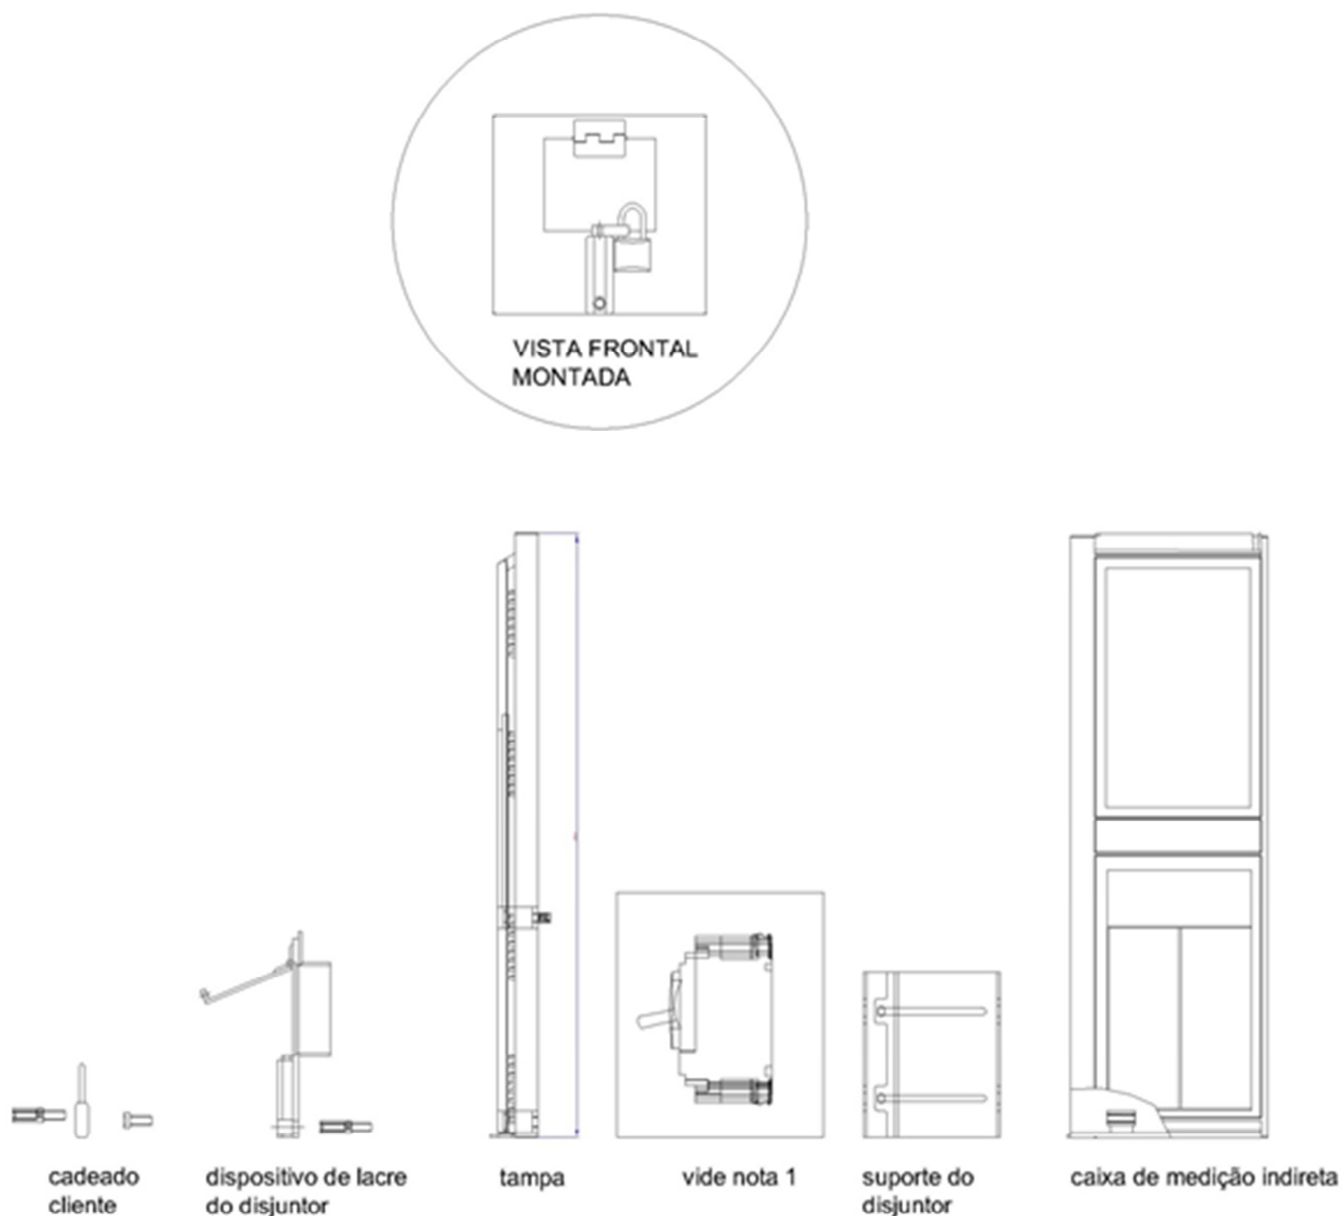 VISTA FRONTAL
MONTADA
cadeado
cliente
dispositivo de lacre
do disjuntor
tampa
vide nota 1
suporte do
disjuntor
caixa de medição indireta